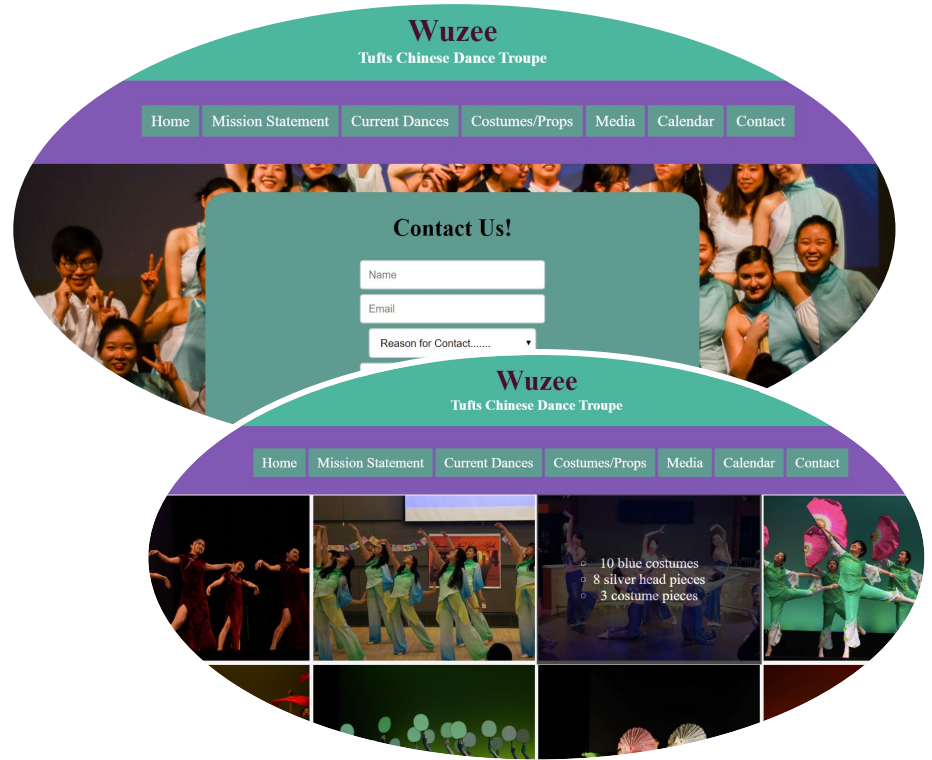 Wuzee
Tufts Chinese Dance Troupe
Home Mission Statement Current Dances Costumes/Props Media Calendar Contact
Contact Us!
Name
Email
Reason for Contact.......
Wuzee
Tufts Chinese Dance Troupe
Home Mission Statement Current Dances Costumes/Props Media Calendar Contact
10 blue costumes
8 silver head pieces
3 costume pieces